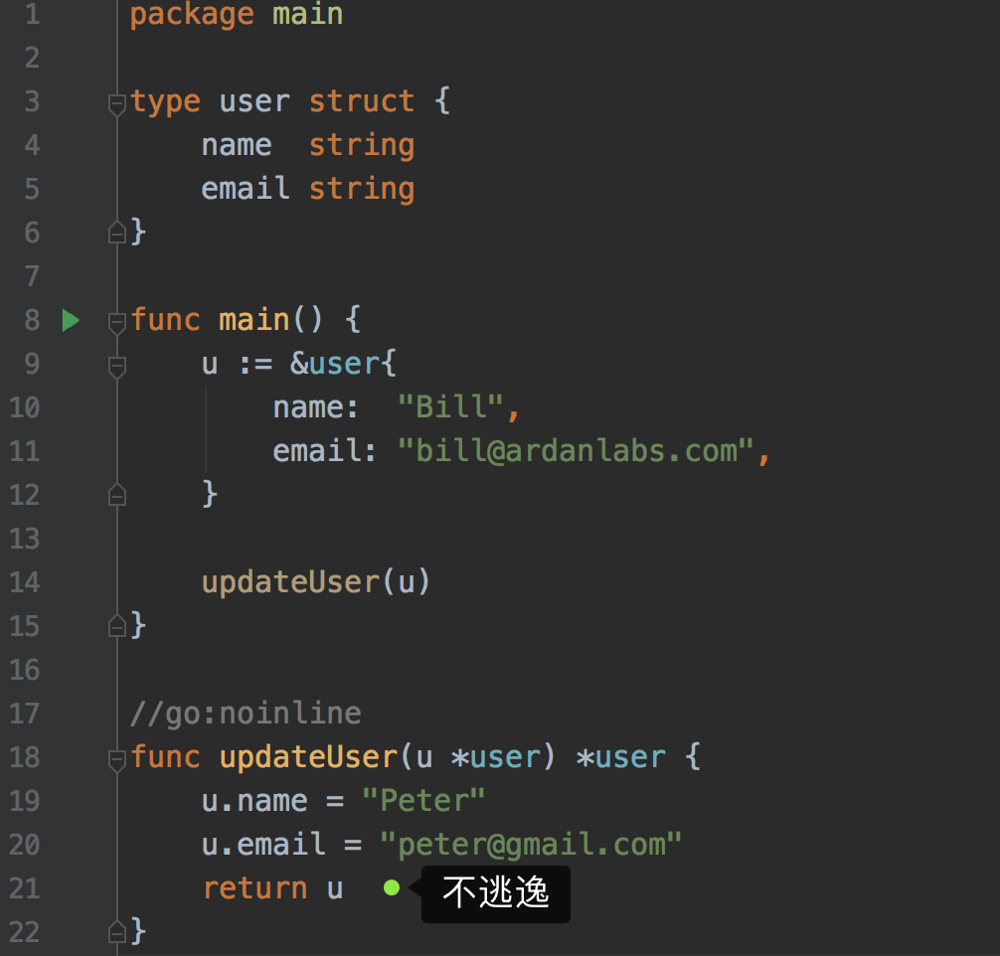 1 package main
2
3 type user struct {
4     name  string
5     email string
6 }
7
8 func main() {
9     u := &user{
10         name:  "Bill",
11         email: "bill@ardanlabs.com",
12     }
13
14     updateUser(u)
15 }
16
17 //go:noinline
18 func updateUser(u *user) *user {
19     u.name = "Peter"
20     u.email = "peter@gmail.com"
21     return u 不逃逸
22 }